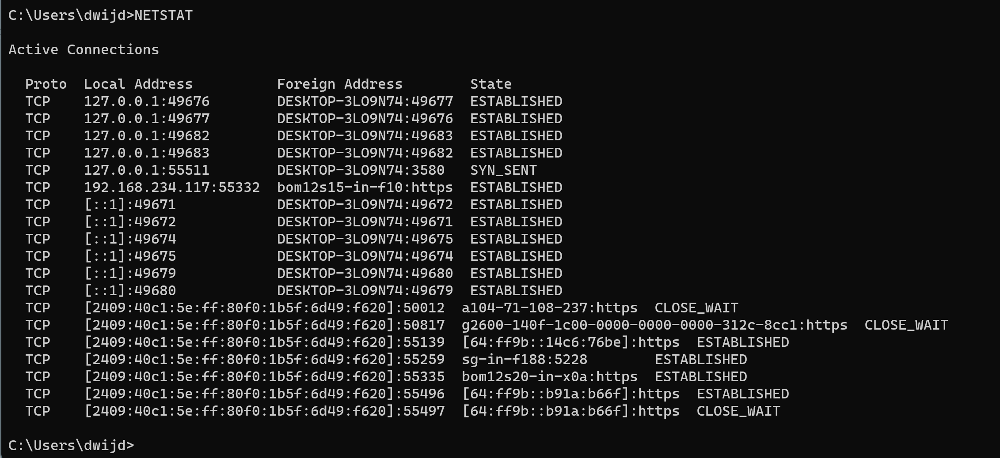 C:\Users\dwijd>NETSTAT
Active Connections
Proto  Local Address          Foreign Address        State
TCP    127.0.0.1:49676        DESKTOP-3LO9N74:49677  ESTABLISHED
TCP    127.0.0.1:49677        DESKTOP-3LO9N74:49676  ESTABLISHED
TCP    127.0.0.1:49682        DESKTOP-3LO9N74:49683  ESTABLISHED
TCP    127.0.0.1:49683        DESKTOP-3LO9N74:49682  ESTABLISHED
TCP    127.0.0.1:55511        DESKTOP-3LO9N74:3580   SYN_SENT
TCP    192.168.234.117:55332  bom12s15-in-f10:https  ESTABLISHED
TCP    [::1]:49671            DESKTOP-3LO9N74:49672  ESTABLISHED
TCP    [::1]:49672            DESKTOP-3LO9N74:49671  ESTABLISHED
TCP    [::1]:49674            DESKTOP-3LO9N74:49675  ESTABLISHED
TCP    [::1]:49675            DESKTOP-3LO9N74:49674  ESTABLISHED
TCP    [::1]:49679            DESKTOP-3LO9N74:49680  ESTABLISHED
TCP    [::1]:49680            DESKTOP-3LO9N74:49679  ESTABLISHED
TCP    [2409:40c1:5e:ff:80f0:1b5f:6d49:f620]:50012  a104-71-108-237:https  CLOSE_WAIT
TCP    [2409:40c1:5e:ff:80f0:1b5f:6d49:f620]:50817  g2600-140f-1c00-0000-0000-0000-312c-8cc1:https  CLOSE_WAIT
TCP    [2409:40c1:5e:ff:80f0:1b5f:6d49:f620]:55139  [64:ff9b::14c6:76be]:https  ESTABLISHED
TCP    [2409:40c1:5e:ff:80f0:1b5f:6d49:f620]:55259  sg-in-f188:5228        ESTABLISHED
TCP    [2409:40c1:5e:ff:80f0:1b5f:6d49:f620]:55335  bom12s20-in-x0a:https  ESTABLISHED
TCP    [2409:40c1:5e:ff:80f0:1b5f:6d49:f620]:55496  [64:ff9b::b91a:b66f]:https  ESTABLISHED
TCP    [2409:40c1:5e:ff:80f0:1b5f:6d49:f620]:55497  [64:ff9b::b91a:b66f]:https  CLOSE_WAIT
C:\Users\dwijd>